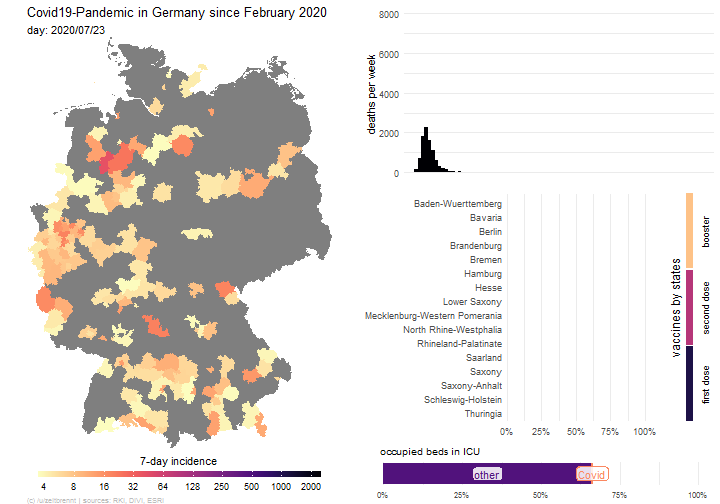 Covid19-Pandemic in Germany since February 2020
day: 2020/07/23
7-day incidence
4 8 16 32 64 128 256 500 1000 2000
(c) @zeitbrennt | sources: RKI, DIVI, ESRI
deaths per week
8000
6000
4000
2000
0
Baden-Wuerttemberg
Bavaria
Berlin
Brandenburg
Bremen
Hamburg
Hesse
Lower Saxony
Mecklenburg-Western Pomerania
North Rhine-Westphalia
Rhineland-Palatinate
Saarland
Saxony
Saxony-Anhalt
Schleswig-Holstein
Thuringia
0% 25% 50% 75% 100%
vaccines by states
booster
second dose
first dose
occupied beds in ICU
other Covid
0% 25% 50% 75% 100%